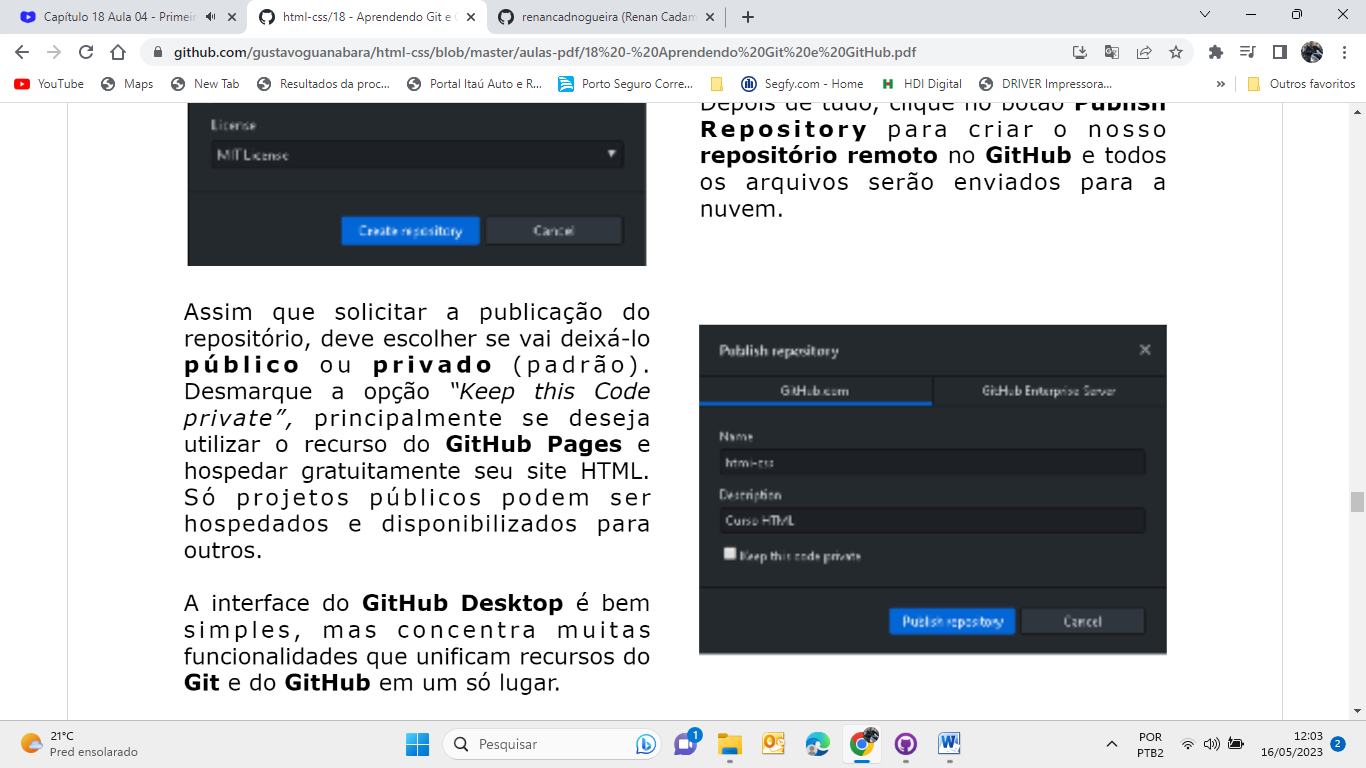 Capítulo 18 Aula 04 - Primeir
html-css/18 - Aprendendo Git e G
renancadnogueira (Renan Cadam
github.com/gustavoguanabara/html-css/blob/master/aulas-pdf/18%20-%20Aprendendo%20Git%20e%20GitHub.pdf
YouTube
Maps
New Tab
Resultados da proc...
Portal Itaú Auto e R...
Porto Seguro Corre...
Segfy.com - Home
HDI Digital
DRIVER Impressora...
»
Outros favoritos
License
MIT License
Create repository
Cancel
Assim que solicitar a publicação do
repositório, deve escolher se vai deixá-lo
público ou privado (padrão).
Desmarque a opção “Keep this Code
private”, principalmente se deseja
utilizar o recurso do GitHub Pages e
hospedar gratuitamente seu site HTML.
Só projetos públicos podem ser
hospedados e disponibilizados para
outros.
A interface do GitHub Desktop é bem
simples, mas concentra muitas
funcionalidades que unificam recursos do
Git e do GitHub em um só lugar.
Depois de tudo, clique no botão Publish
Repository para criar o nosso
repositório remoto no GitHub e todos
os arquivos serão enviados para a
nuvem.
Publish repository
GitHub.com
GitHub Enterprise Server
Name
html-css
Description
Curso HTML
Keep this code private
Publish repository
Cancel
21°C
Pred ensolarado
Pesquisar
1
POR
PTB2
12:03
16/05/2023
2